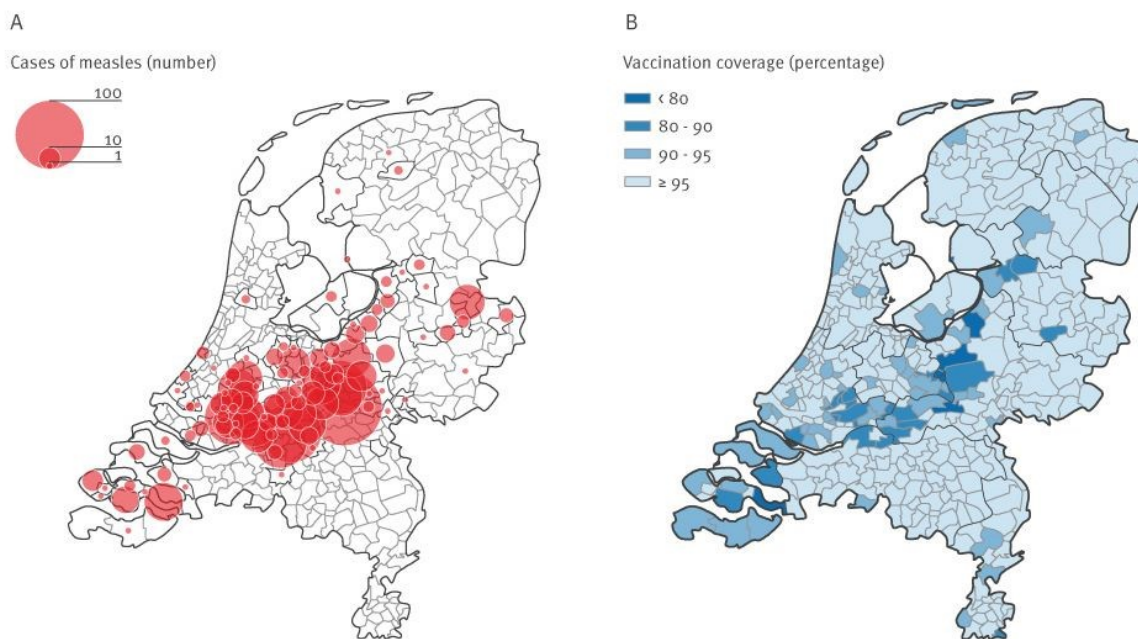 A
Cases of measles (number)
100
10
1
B
Vaccination coverage (percentage)
< 80
80 - 90
90 - 95
≥ 95